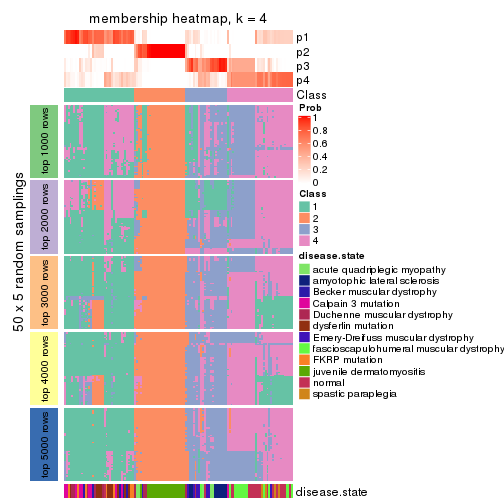 membership heatmap, k = 4
p1
p2
p3
p4
Class
50 x 5 random samplings
top 1000 rows
top 2000 rows
top 3000 rows
top 4000 rows
top 5000 rows
disease.state
Prob
1
0.8
0.6
0.4
0.2
0
Class
1
2
3
4
disease.state
acute quadriplegic myopathy
amyotophic lateral sclerosis
Becker muscular dystrophy
Calpain 3 mutation
Duchenne muscular dystrophy
dysferlin mutation
Emery-Dreifuss muscular dystrophy
fascioscapulohumeral muscular dystrophy
FKRP mutation
juvenile dermatomyositis
normal
spastic paraplegia